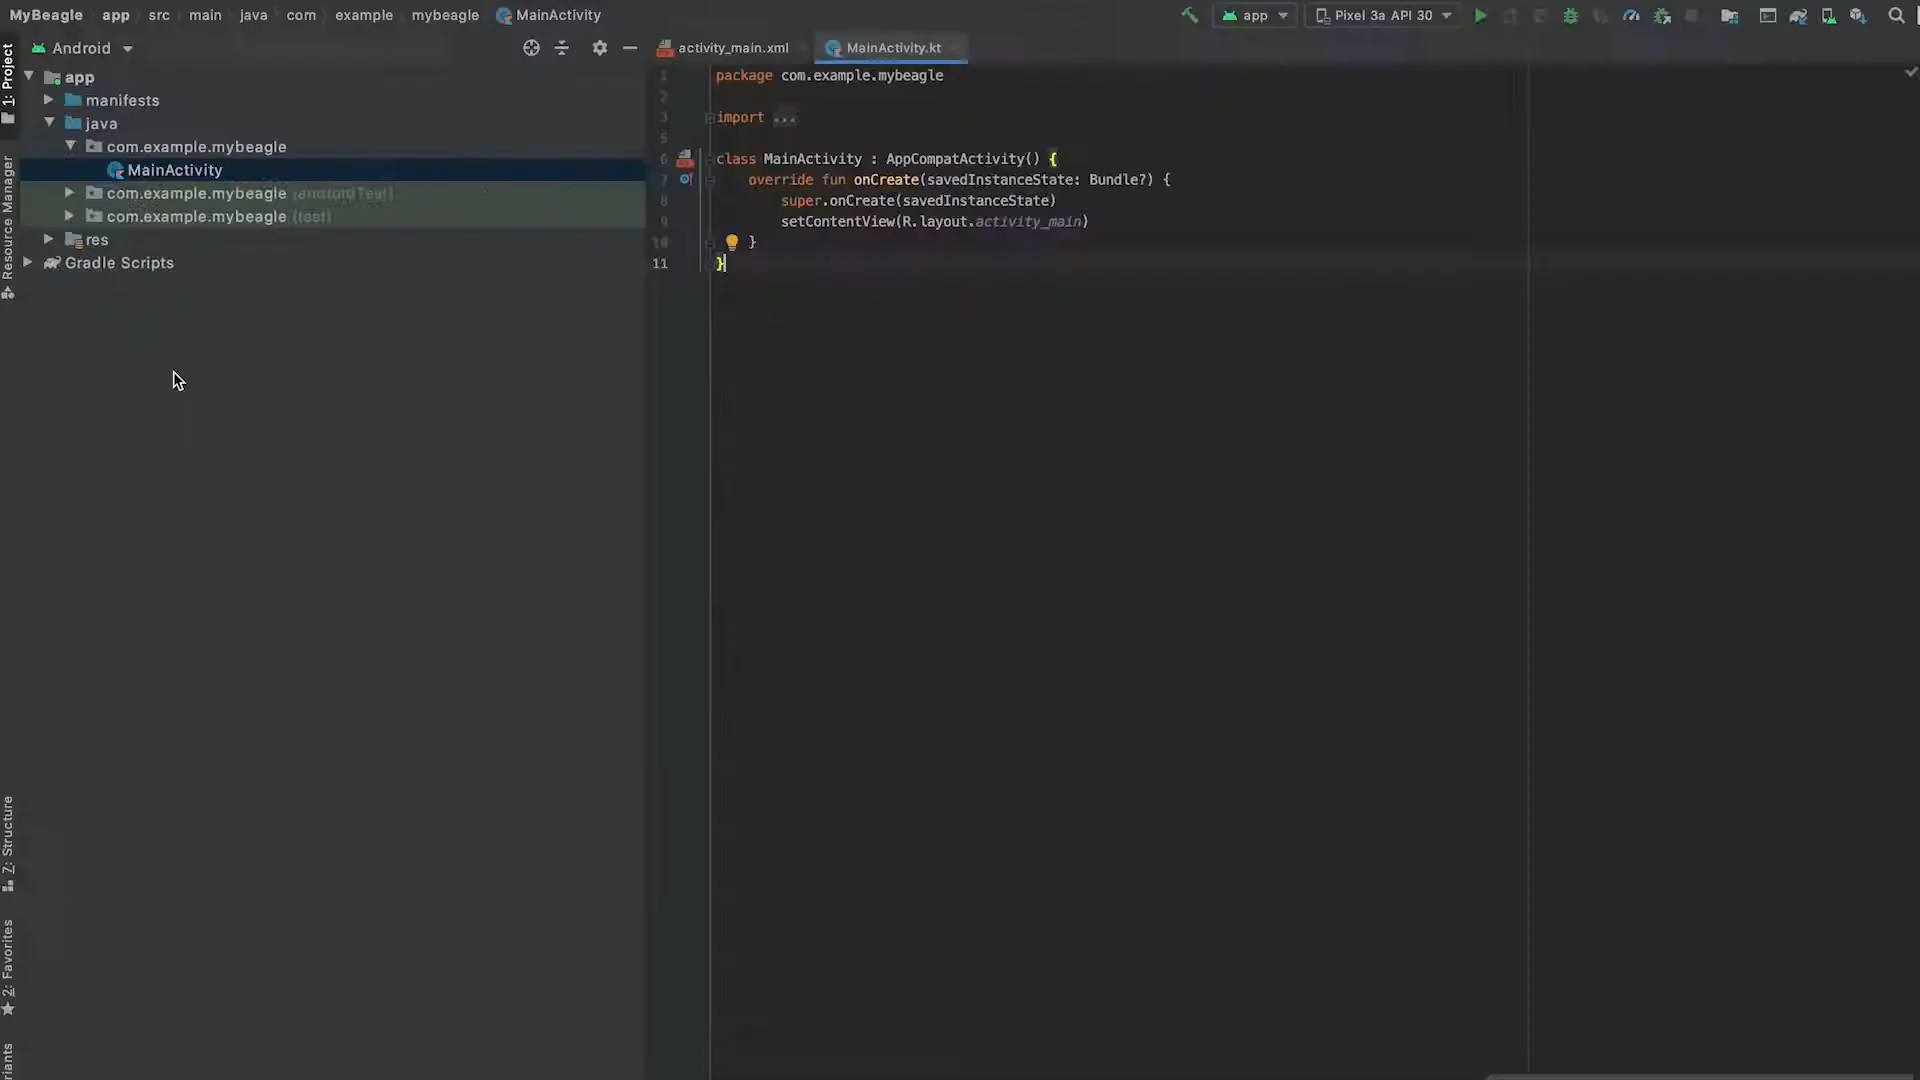 MyBeagle app src main java com example mybeagle MainActivity
app Pixel 3a API 30
Android
activity_main.xml MainActivity.kt
1: Project
Resource Manager
7: Structure
2: Favorites
app
manifests
java
com.example.mybeagle
MainActivity
com.example.mybeagle (androidTest)
com.example.mybeagle (test)
res
Gradle Scripts
1 package com.example.mybeagle
2
3 import ...
5
6 class MainActivity : AppCompatActivity() {
7 override fun onCreate(savedInstanceState: Bundle?) {
8 super.onCreate(savedInstanceState)
9 setContentView(R.layout.activity_main)
10 }
11 }